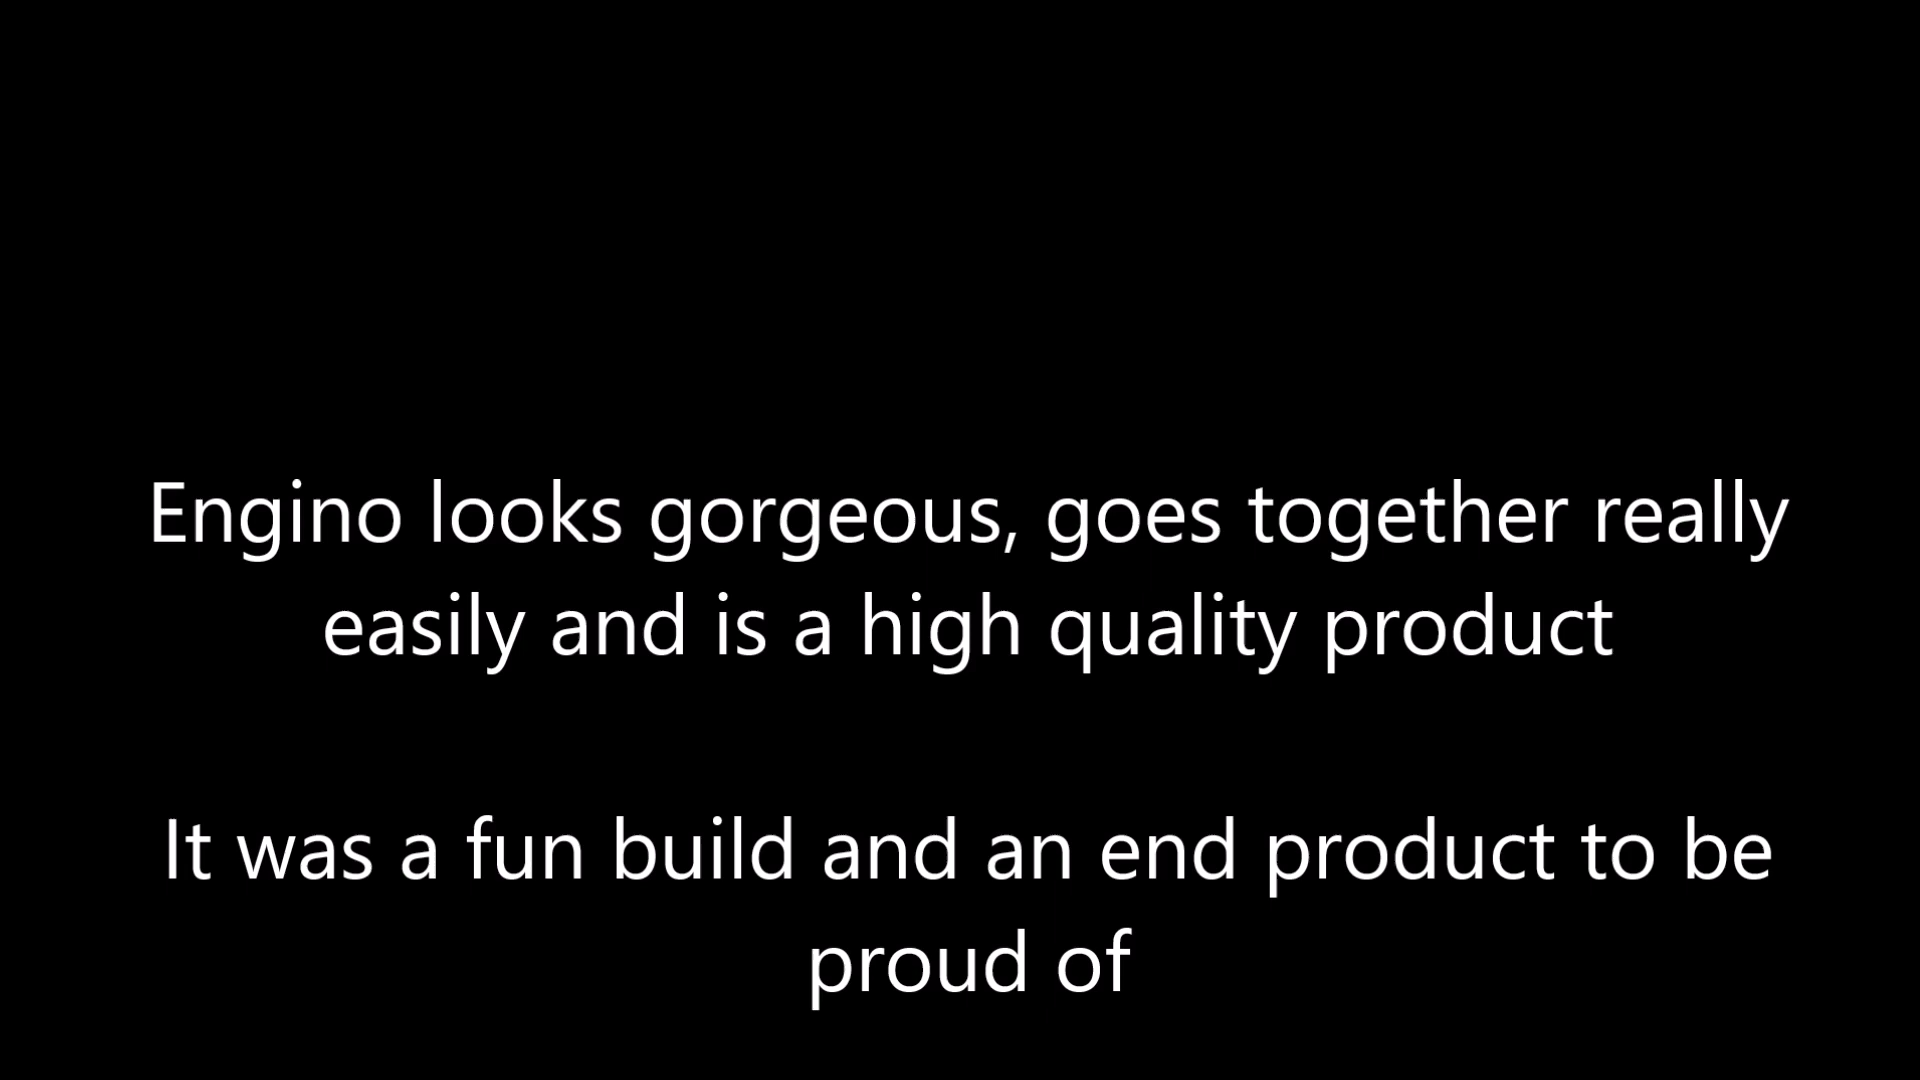 Engino looks gorgeous, goes together really
easily and is a high quality product
It was a fun build and an end product to be
proud of